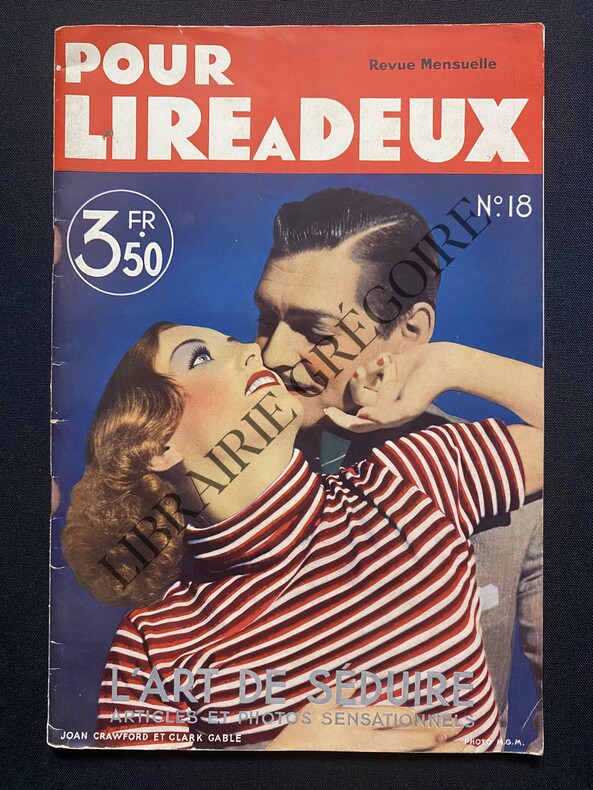 POUR
Revue Mensuelle
LIRE A DEUX
3 FR. 50
N° 18
LIBRAIRIE GRÉGOIRE
L'ART DE SÉDUIRE
ARTICLES ET PHOTOS SENSATIONNELS
JOAN CRAWFORD ET CLARK GABLE
PHOTO M.G.M.